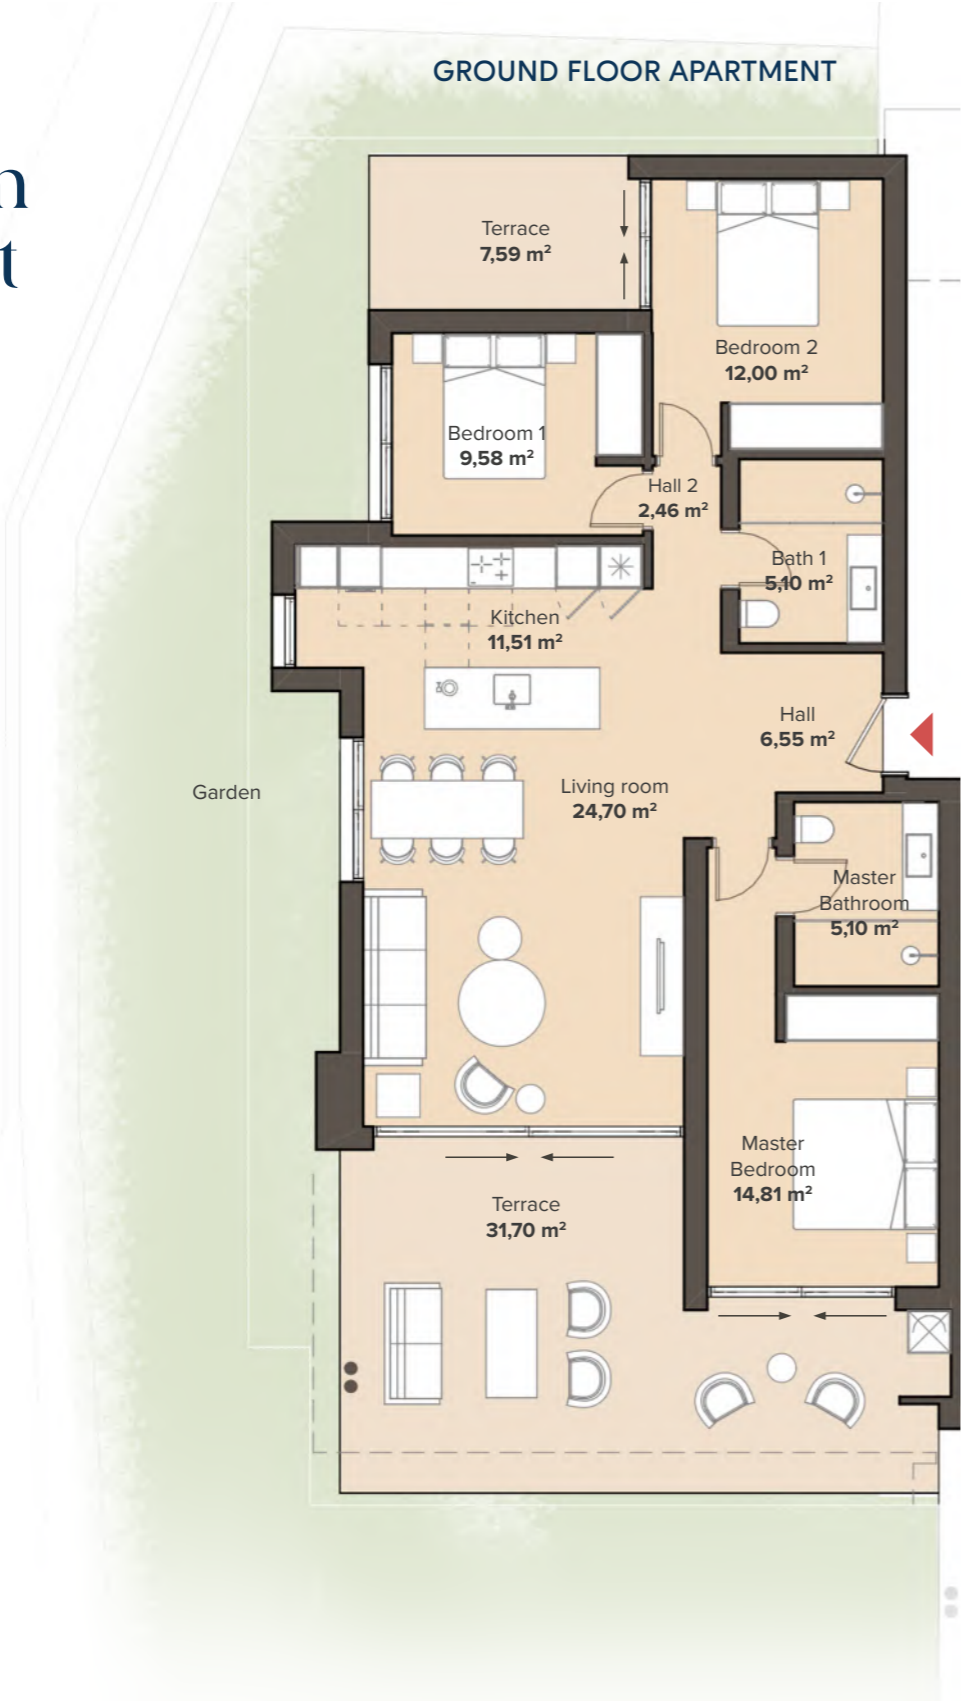 GROUND FLOOR APARTMENT
n
t
Terrace
7,59 m²
Bedroom 2
12,00 m²
Bedroom 1
9,58 m²
Hall 2
2,46 m²
Bath 1
5,10 m²
Kitchen
11,51 m²
Hall
6,55 m²
Garden
Living room
24,70 m²
Master
Bathroom
5,10 m²
Master
Bedroom
14,81 m²
Terrace
31,70 m²